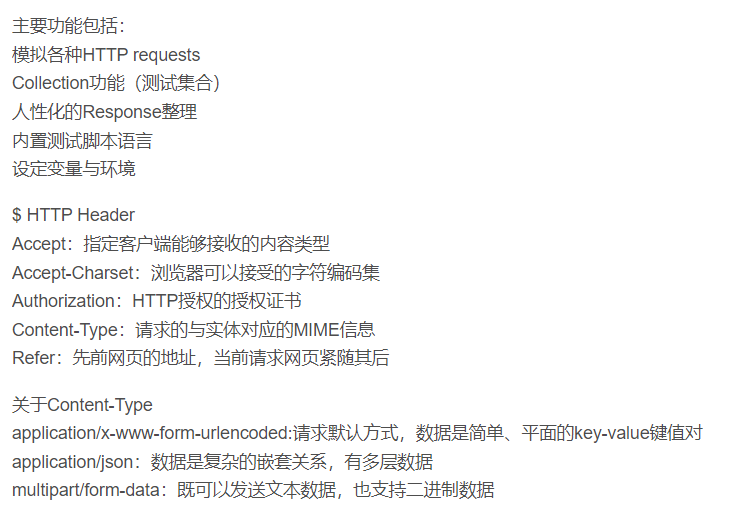 主要功能包括：
模拟各种HTTP requests
Collection功能（测试集合）
人性化的Response整理
内置测试脚本语言
设定变量与环境
$ HTTP Header
Accept：指定客户端能够接收的内容类型
Accept-Charset：浏览器可以接受的字符编码集
Authorization：HTTP授权的授权证书
Content-Type：请求的与实体对应的MIME信息
Refer：先前网页的地址，当前请求网页紧随其后
关于Content-Type
application/x-www-form-urlencoded:请求默认方式，数据是简单、平面的key-value键值对
application/json：数据是复杂的嵌套关系，有多层数据
multipart/form-data：既可以发送文本数据，也支持二进制数据